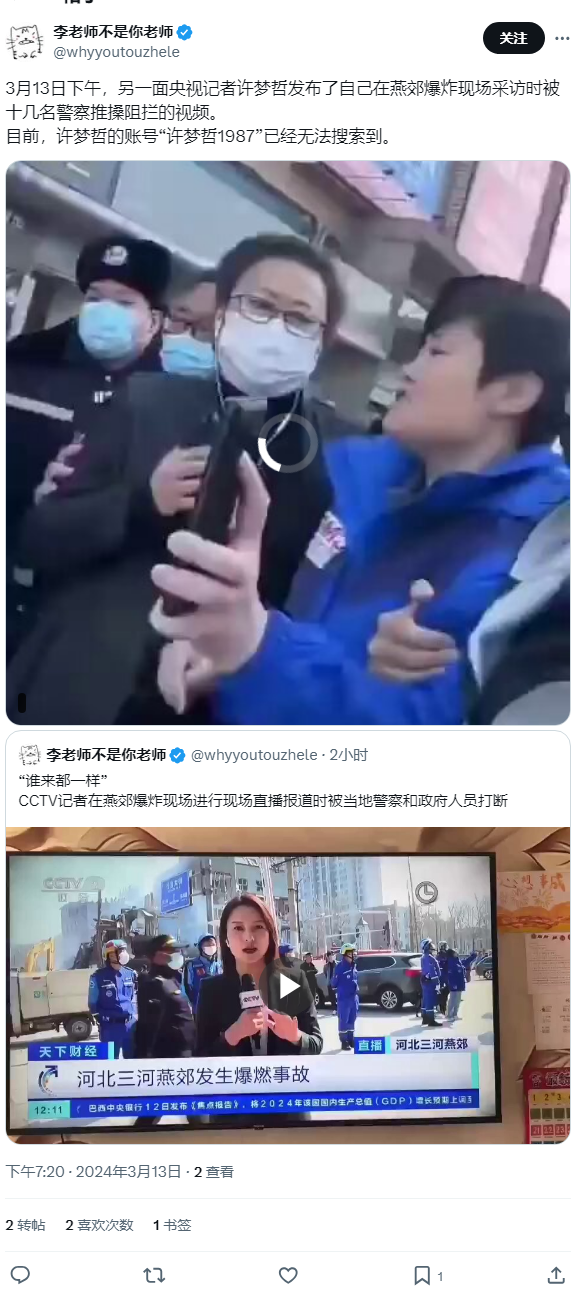 李老师不是你老师
@whyyoutouzhele
关注
3月13日下午，另一面央视记者许梦哲发布了自己在燕郊爆炸现场采访时被
十几名警察推搡阻拦的视频。
目前，许梦哲的账号“许梦哲1987”已经无法搜索到。
李老师不是你老师 @whyyoutouzhele · 2小时
“谁来都一样”
CCTV记者在燕郊爆炸现场进行现场直播报道时被当地警察和政府人员打断
CCTV
CCTV
天下财经
直播 河北三河燕郊
河北三河燕郊发生爆燃事故
12:11 巴西中央银行12日发布《焦点报告》，将2024年该国国内生产总值（GDP）增长预期上调至
下午7:20 · 2024年3月13日 · 2 查看
2 转帖 2 喜欢次数 1 书签
1